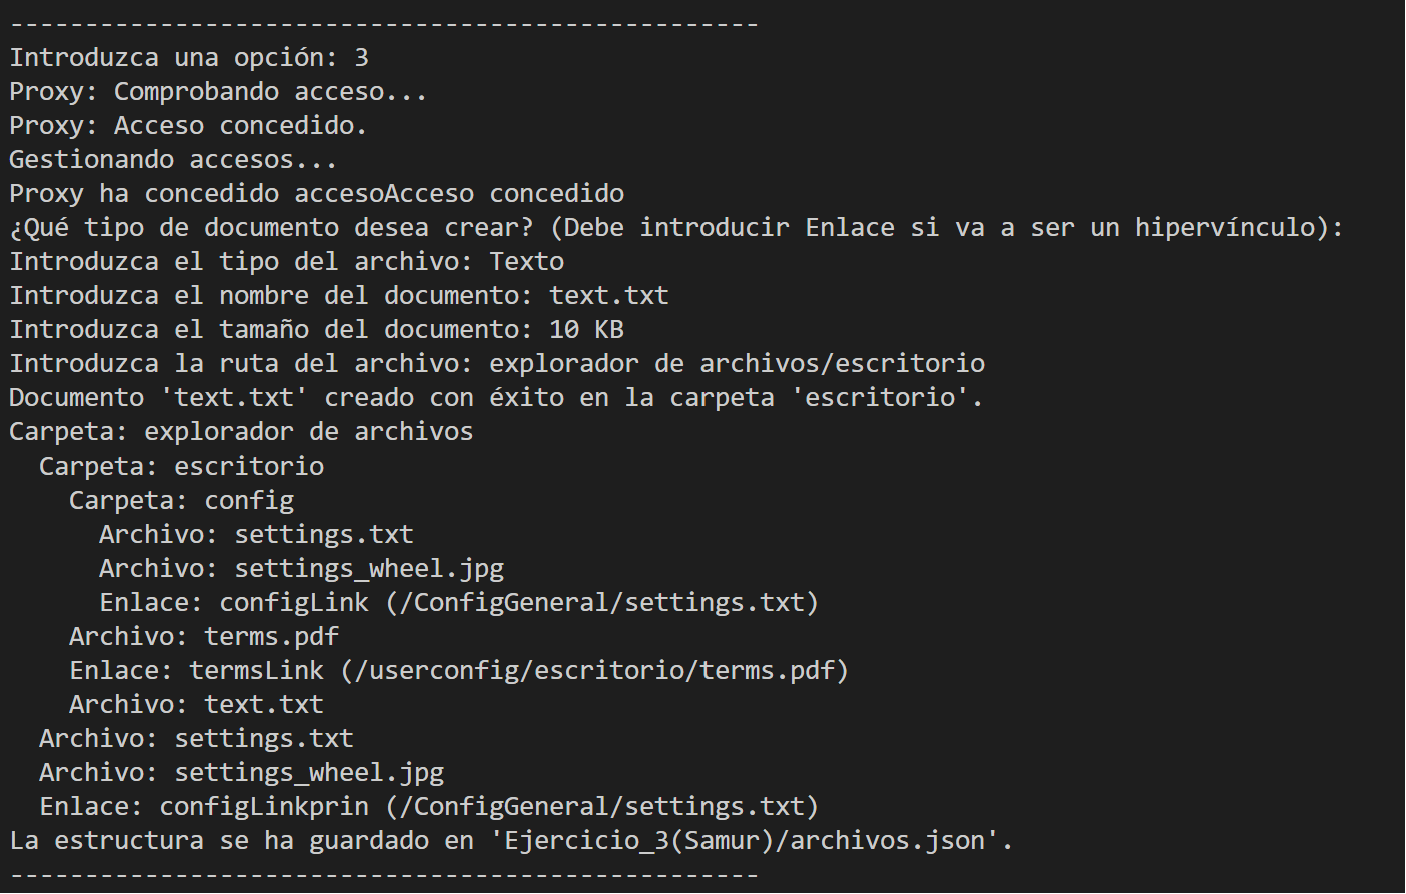 --------------------------------------------------
Introduzca una opción: 3
Proxy: Comprobando acceso...
Proxy: Acceso concedido.
Gestionando accesos...
Proxy ha concedido accesoAcceso concedido
¿Qué tipo de documento desea crear? (Debe introducir Enlace si va a ser un hipervínculo):
Introduzca el tipo del archivo: Texto
Introduzca el nombre del documento: text.txt
Introduzca el tamaño del documento: 10 KB
Introduzca la ruta del archivo: explorador de archivos/escritorio
Documento 'text.txt' creado con éxito en la carpeta 'escritorio'.
Carpeta: explorador de archivos
  Carpeta: escritorio
    Carpeta: config
      Archivo: settings.txt
      Archivo: settings_wheel.jpg
      Enlace: configLink (/ConfigGeneral/settings.txt)
    Archivo: terms.pdf
    Enlace: termsLink (/userconfig/escritorio/terms.pdf)
    Archivo: text.txt
  Archivo: settings.txt
  Archivo: settings_wheel.jpg
  Enlace: configLinkprin (/ConfigGeneral/settings.txt)
La estructura se ha guardado en 'Ejercicio_3(Samur)/archivos.json'.
--------------------------------------------------